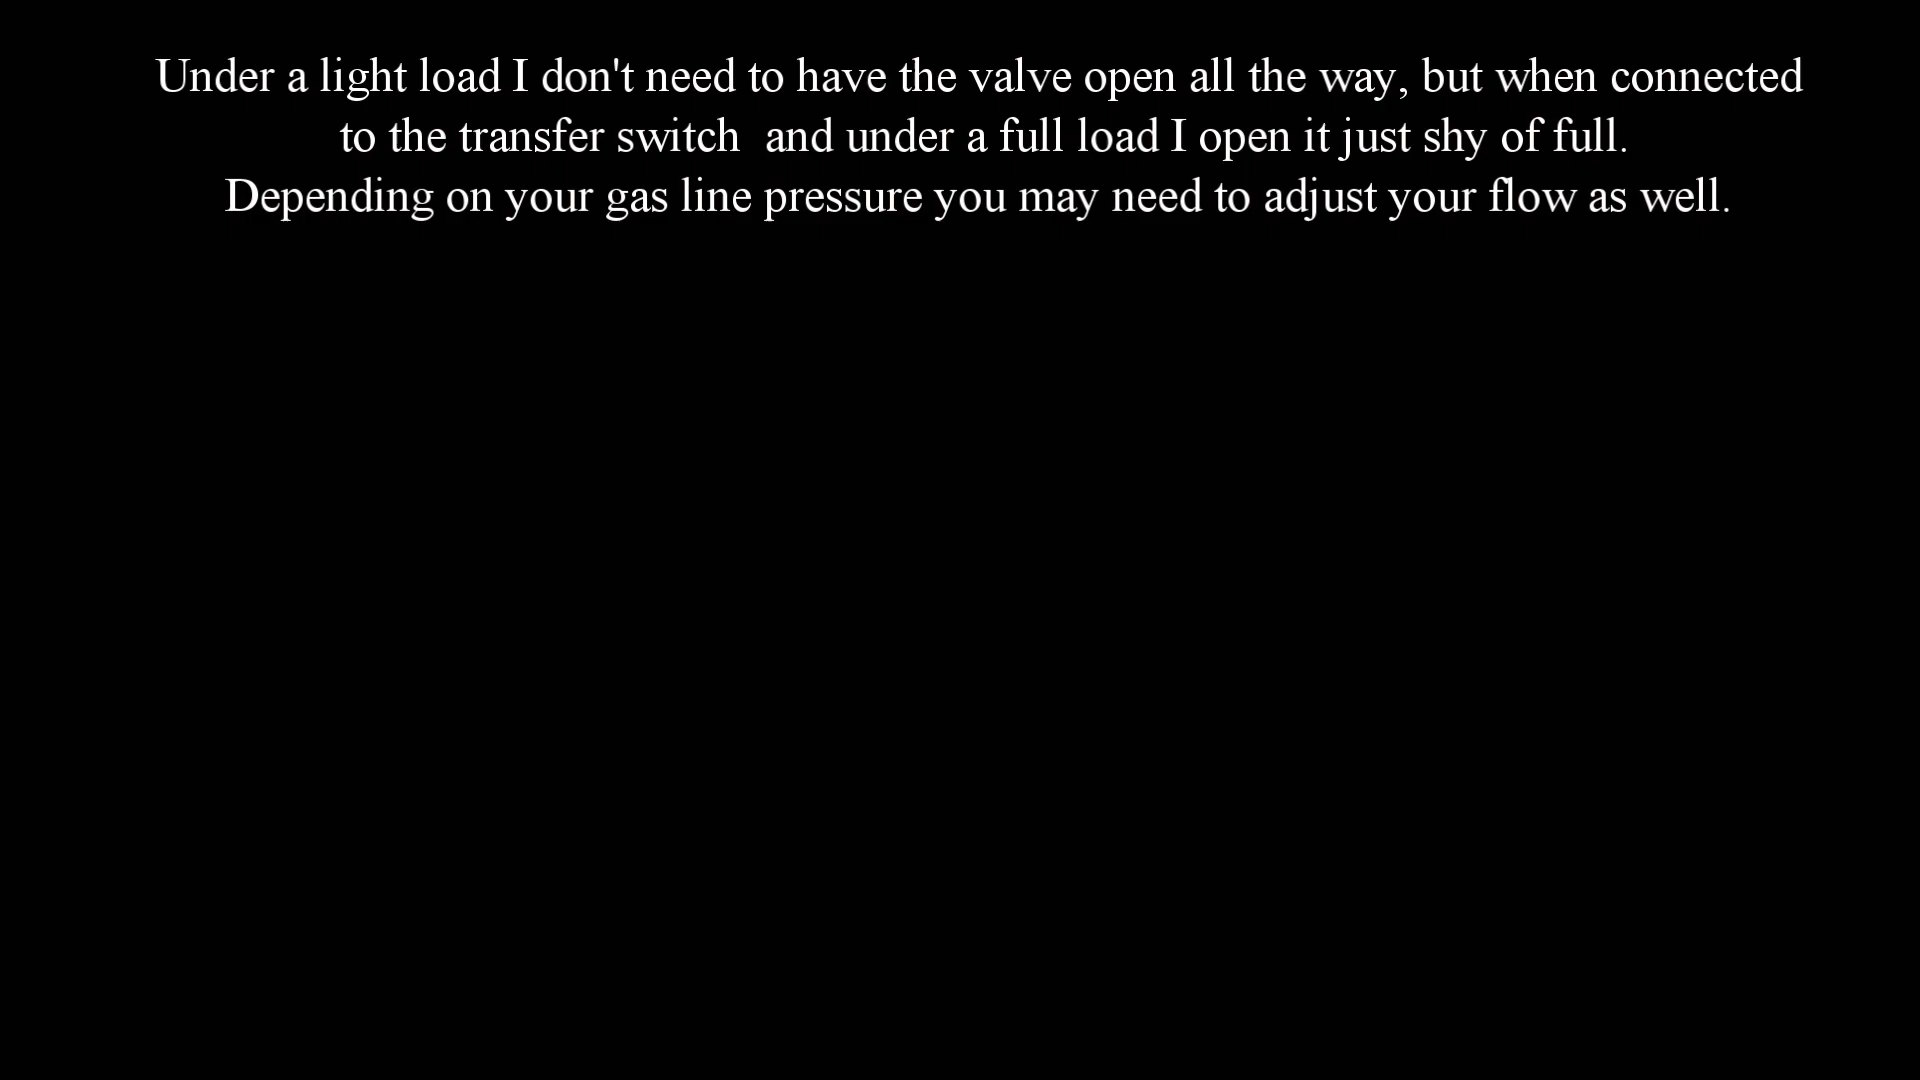 Under a light load I don't need to have the valve open all the way, but when connected
to the transfer switch  and under a full load I open it just shy of full.
Depending on your gas line pressure you may need to adjust your flow as well.